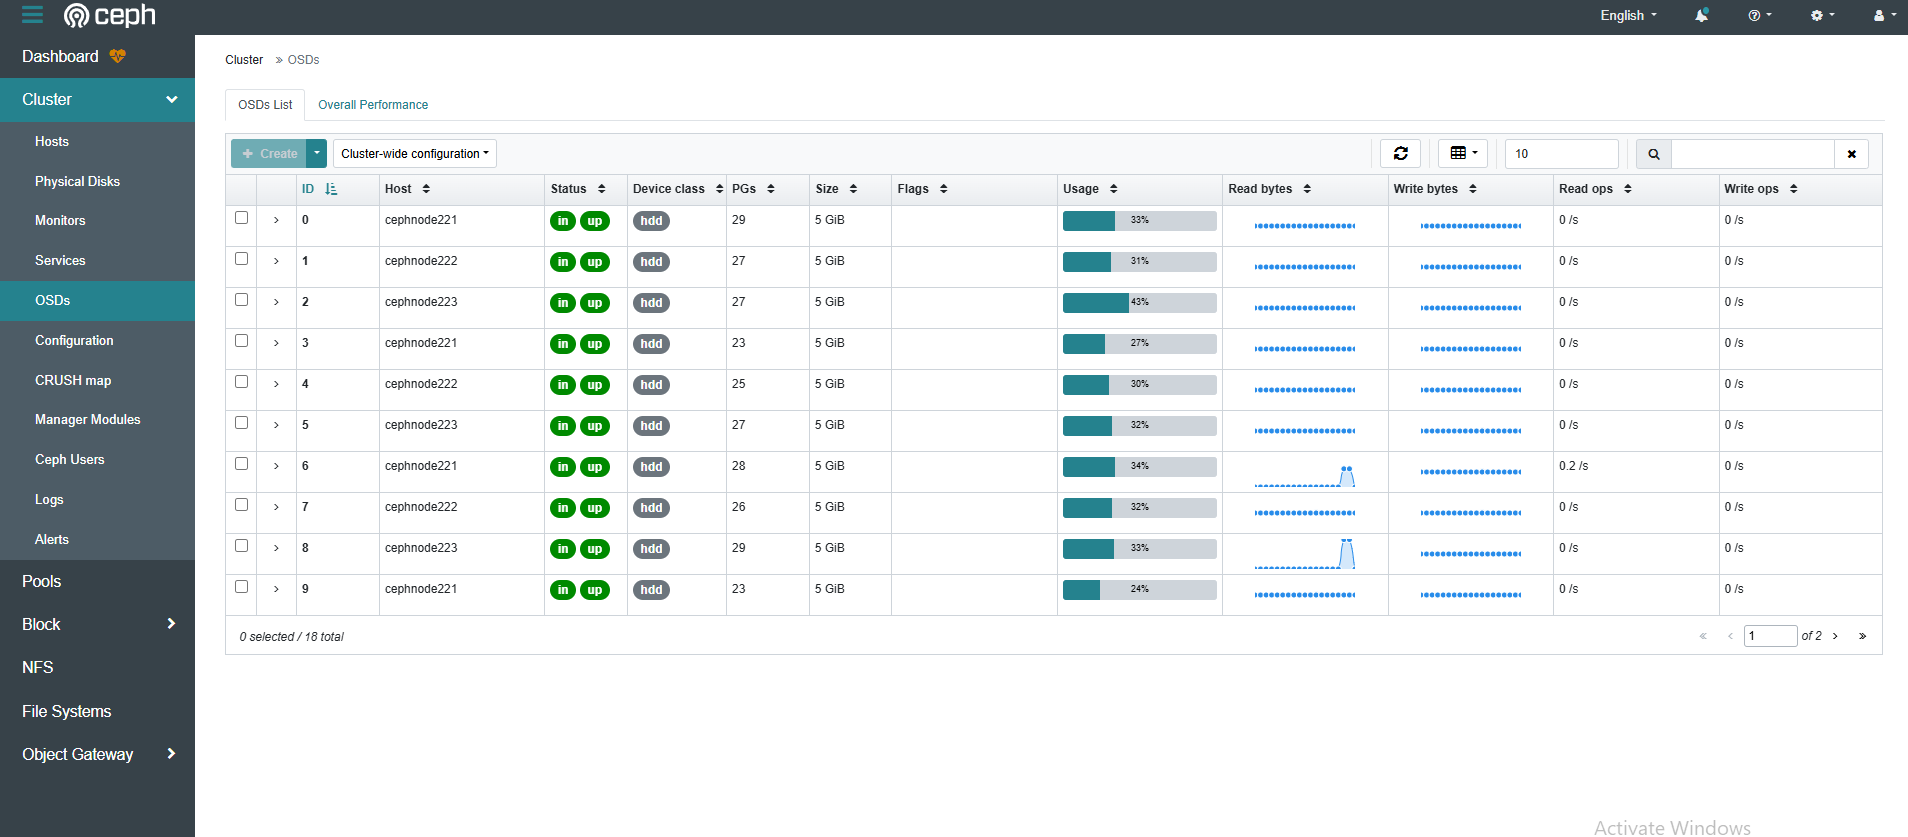 ceph English
Dashboard
Cluster
Hosts
Physical Disks
Monitors
Services
OSDs
Configuration
CRUSH map
Manager Modules
Ceph Users
Logs
Alerts
Pools
Block
NFS
File Systems
Object Gateway
Cluster » OSDs
OSDs List Overall Performance
+ Create Cluster-wide configuration 10
ID Host Status Device class PGs Size Flags Usage Read bytes Write bytes Read ops Write ops
0 cephnode221 in up hdd 29 5 GiB 33% 0 /s 0 /s
1 cephnode222 in up hdd 27 5 GiB 31% 0 /s 0 /s
2 cephnode223 in up hdd 27 5 GiB 43% 0 /s 0 /s
3 cephnode221 in up hdd 23 5 GiB 27% 0 /s 0 /s
4 cephnode222 in up hdd 25 5 GiB 30% 0 /s 0 /s
5 cephnode223 in up hdd 27 5 GiB 32% 0 /s 0 /s
6 cephnode221 in up hdd 28 5 GiB 34% 0.2 /s 0 /s
7 cephnode222 in up hdd 26 5 GiB 32% 0 /s 0 /s
8 cephnode223 in up hdd 29 5 GiB 33% 0 /s 0 /s
9 cephnode221 in up hdd 23 5 GiB 24% 0 /s 0 /s
0 selected / 18 total « ‹ 1 of 2 › »
Activate Windows